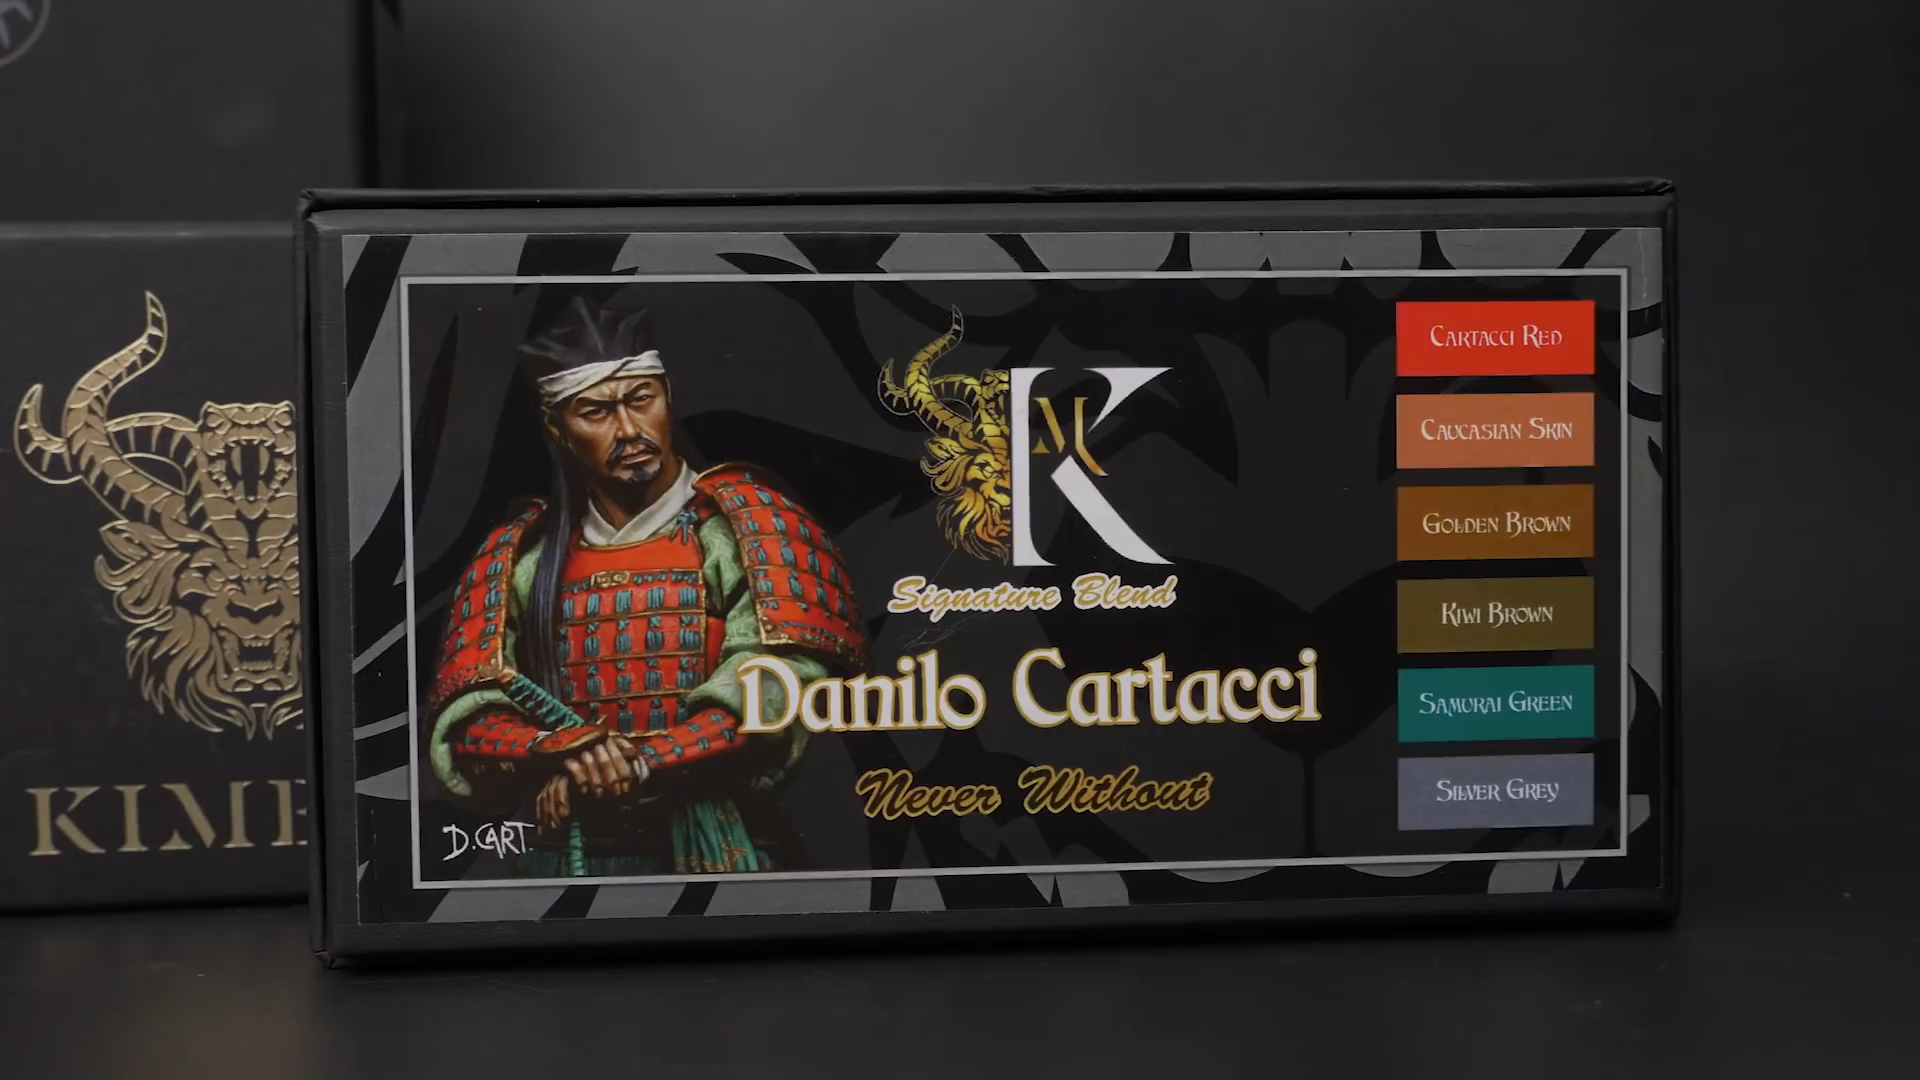 KM
Signature Blend
Danilo Cartacci
Never Without
D.CART.
CARTACCI RED
CAUCASIAN SKIN
GOLDEN BROWN
KIWI BROWN
SAMURAI GREEN
SILVER GREY